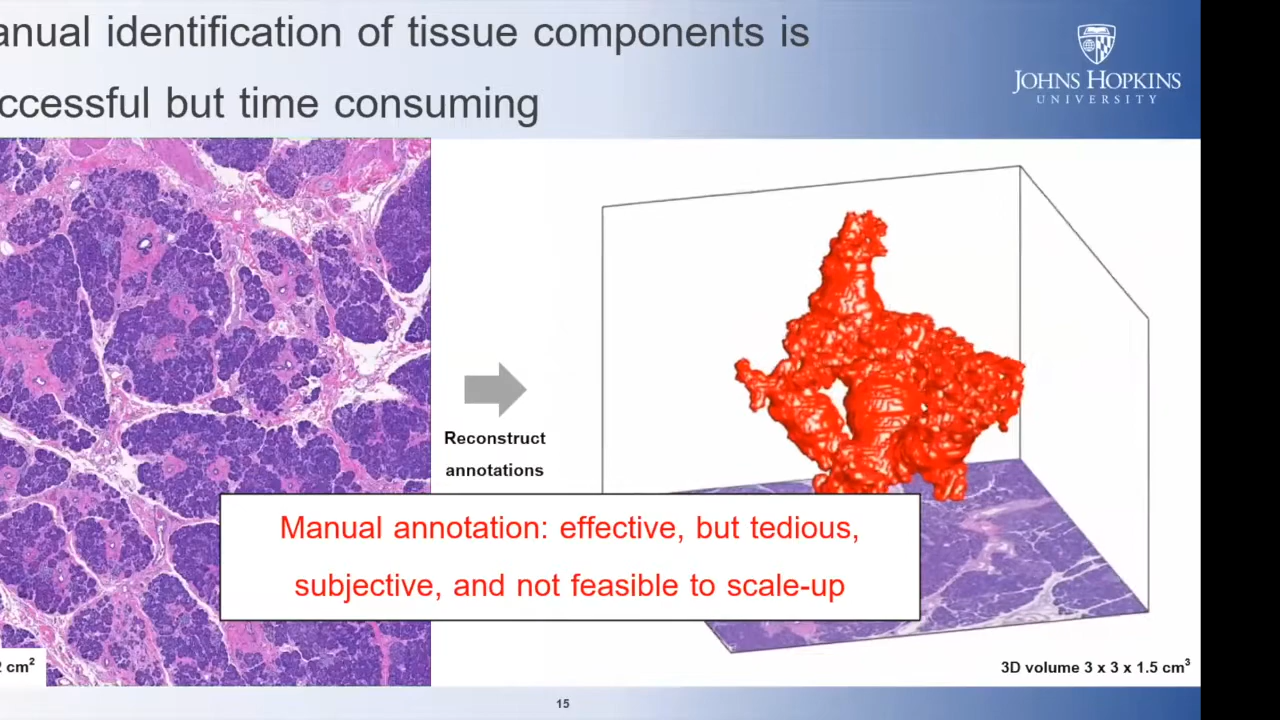 anual identification of tissue components is
ccessful but time consuming
JOHNS HOPKINS
UNIVERSITY
Reconstruct
annotations
Manual annotation: effective, but tedious,
subjective, and not feasible to scale-up
2 cm²
3D volume 3 x 3 x 1.5 cm³
15